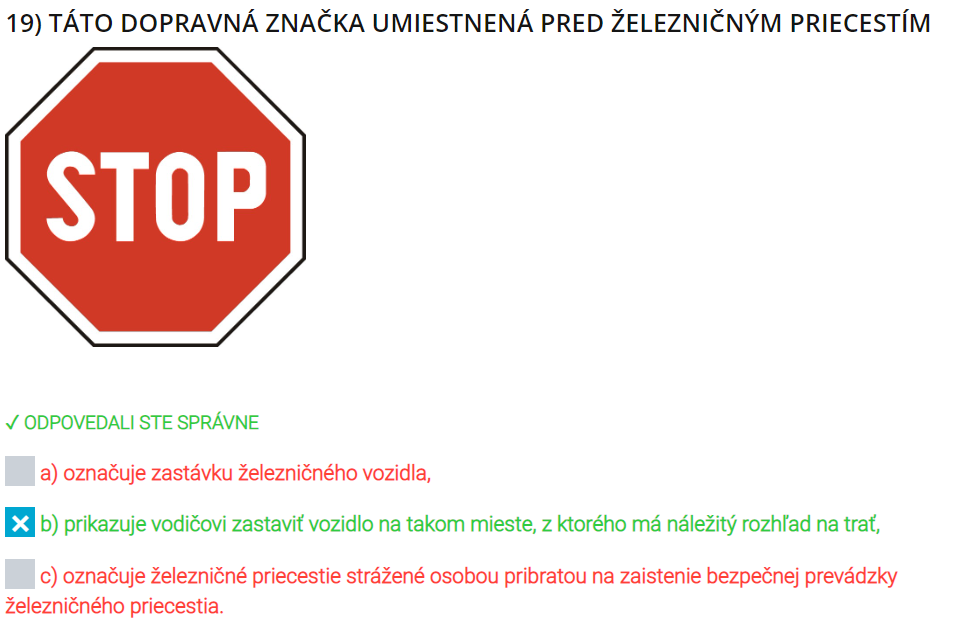 19) TÁTO DOPRAVNÁ ZNAČKA UMIESTNENÁ PRED ŽELEZNIČNÝM PRIECESTÍM
STOP
✓ ODPOVEDALI STE SPRÁVNE
a) označuje zastávku železničného vozidla,
b) prikazuje vodičovi zastaviť vozidlo na takom mieste, z ktorého má náležitý rozhľad na trať,
c) označuje železničné priecestie strážené osobou pribratou na zaistenie bezpečnej prevádzky
železničného priecestia.